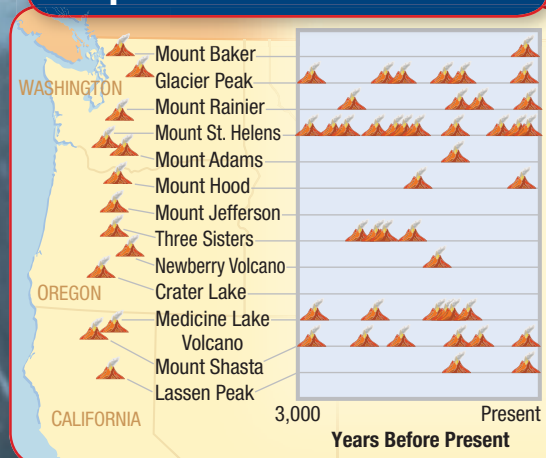 WASHINGTON
OREGON
CALIFORNIA
Mount Baker
Glacier Peak
Mount Rainier
Mount St. Helens
Mount Adams
Mount Hood
Mount Jefferson
Three Sisters
Newberry Volcano
Crater Lake
Medicine Lake
Volcano
Mount Shasta
Lassen Peak
3,000
Present
Years Before Present